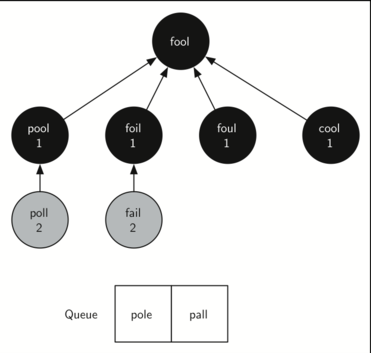 fool
pool foil foul cool
1 1 1 1
poll fail
2 2
Queue pole pall